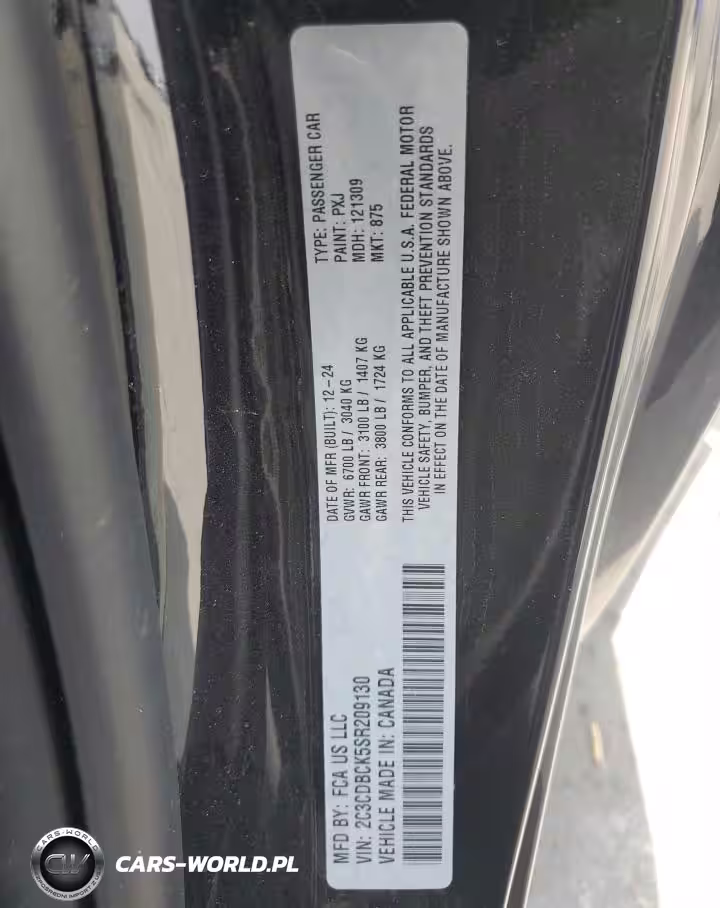 MFD BY: FCA US LLC
VIN: 2C3CDBCK5SR209130
VEHICLE MADE IN: CANADA
DATE OF MFR (BUILT): 12-24
GVWR: 6700 LB / 3040 KG
GAWR FRONT: 3100 LB / 1407 KG
GAWR REAR: 3800 LB / 1724 KG
TYPE: PASSENGER CAR
PAINT: PXJ
MDH: 121309
MKT: 875
THIS VEHICLE CONFORMS TO ALL APPLICABLE U.S.A. FEDERAL MOTOR
VEHICLE SAFETY, BUMPER, AND THEFT PREVENTION STANDARDS
IN EFFECT ON THE DATE OF MANUFACTURE SHOWN ABOVE.
CARS-WORLD
CW
CARS-WORLD.PL